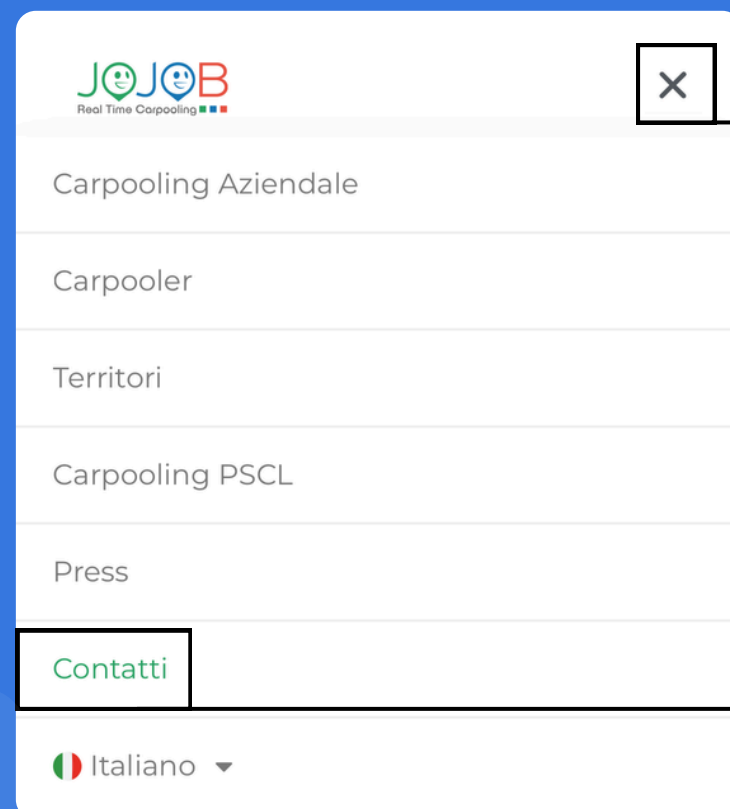 JOJOB
Real Time Carpooling
Carpooling Aziendale
Carpooler
Territori
Carpooling PSCL
Press
Contatti
Italiano